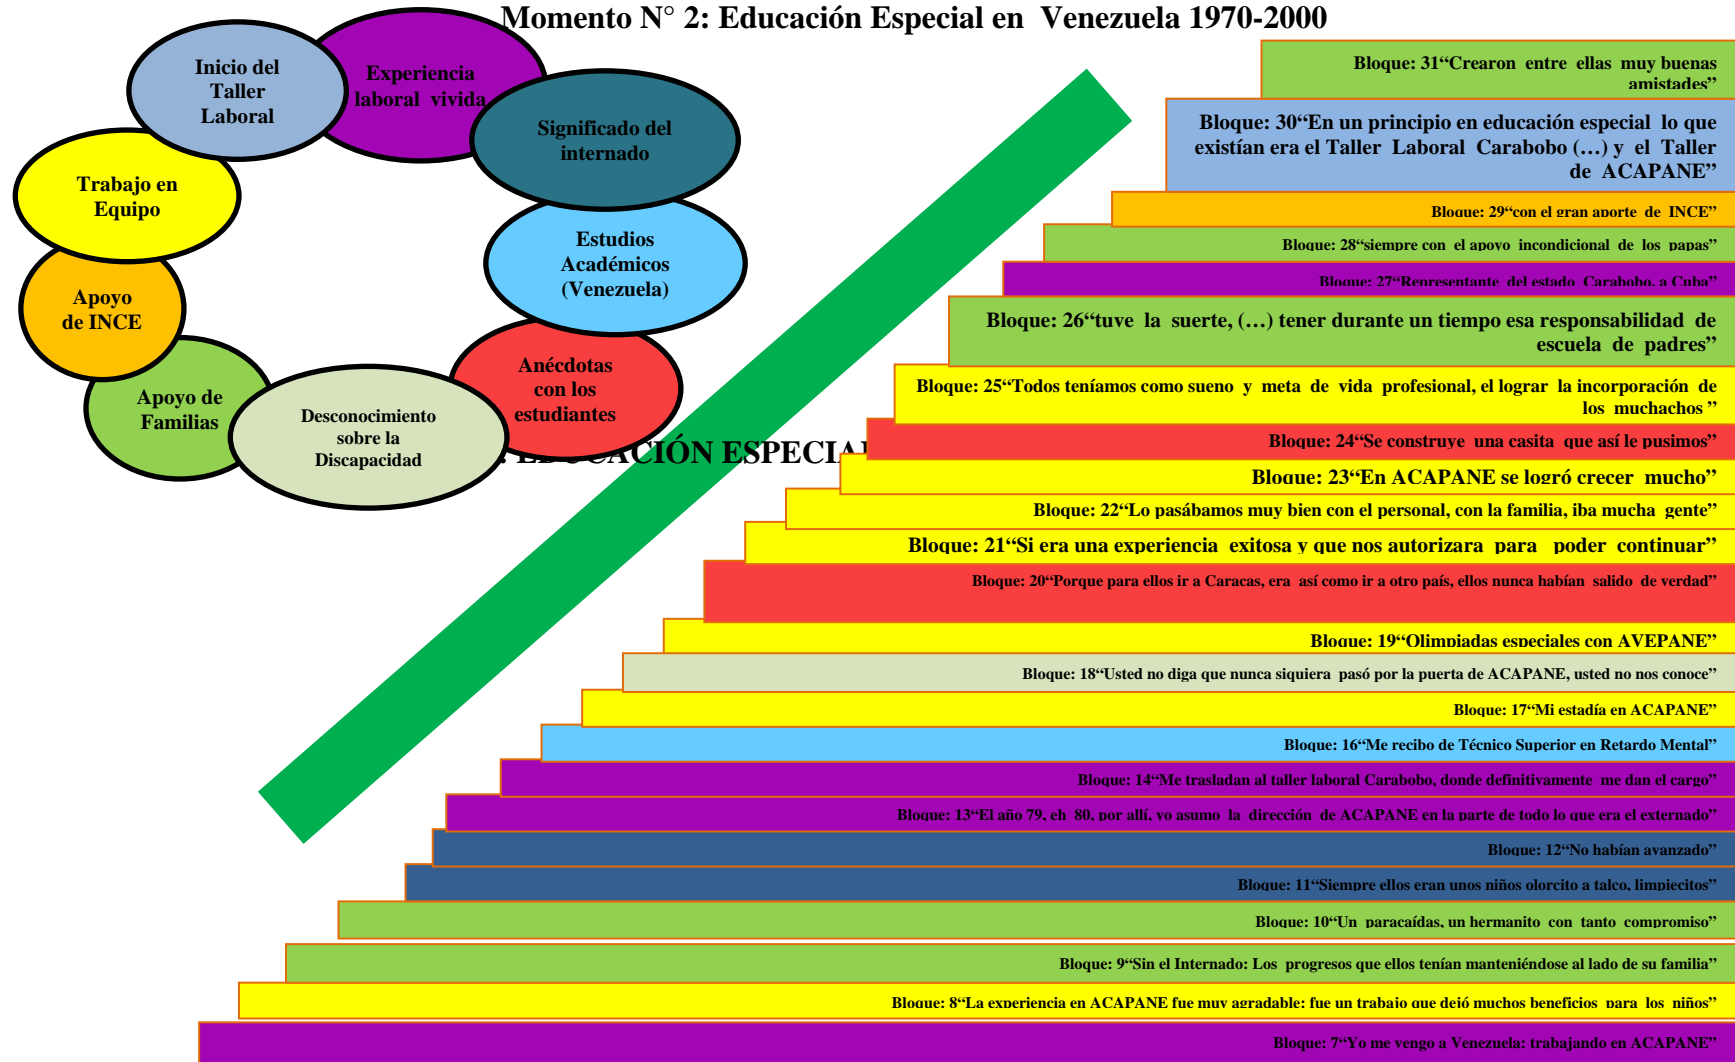 Momento N° 2: Educación Especial en Venezuela 1970-2000
Inicio del
Taller
Laboral
Experiencia
laboral vivida
Significado del
internado
Trabajo en
Equipo
Estudios
Académicos
(Venezuela)
Apoyo
de INCE
Anécdotas
con los
estudiantes
Apoyo de
Familias
Desconocimiento
sobre la
Discapacidad
EDUCACIÓN ESPECIAL
Bloque: 31“Crearon entre ellas muy buenas
amistades”
Bloque: 30“En un principio en educación especial lo que
existían era el Taller Laboral Carabobo (…) y el Taller
de ACAPANE”
Bloque: 29“con el gran aporte de INCE”
Bloque: 28“siempre con el apoyo incondicional de los papas”
Bloque: 27“Representante del estado Carabobo, a Cuba”
Bloque: 26“tuve la suerte, (…) tener durante un tiempo esa responsabilidad de
escuela de padres”
Bloque: 25“Todos teníamos como sueno y meta de vida profesional, el lograr la incorporación de
los muchachos ”
Bloque: 24“Se construye una casita que así le pusimos”
Bloque: 23“En ACAPANE se logró crecer mucho”
Bloque: 22“Lo pasábamos muy bien con el personal, con la familia, iba mucha gente”
Bloque: 21“Si era una experiencia exitosa y que nos autorizara para poder continuar”
Bloque: 20“Porque para ellos ir a Caracas, era así como ir a otro país, ellos nunca habían salido de verdad”
Bloque: 19“Olimpiadas especiales con AVEPANE”
Bloque: 18“Usted no diga que nunca siquiera pasó por la puerta de ACAPANE, usted no nos conoce”
Bloque: 17“Mi estadía en ACAPANE”
Bloque: 16“Me recibo de Técnico Superior en Retardo Mental”
Bloque: 14“Me trasladan al taller laboral Carabobo, donde definitivamente me dan el cargo”
Bloque: 13“El año 79, eh 80, por allí, yo asumo la dirección de ACAPANE en la parte de todo lo que era el externado”
Bloque: 12“No habían avanzado”
Bloque: 11“Siempre ellos eran unos niños olorcito a talco, limpiecitos”
Bloque: 10“Un paracaídas, un hermanito con tanto compromiso”
Bloque: 9“Sin el Internado: Los progresos que ellos tenían manteniéndose al lado de su familia”
Bloque: 8“La experiencia en ACAPANE fue muy agradable; fue un trabajo que dejó muchos beneficios para los niños”
Bloque: 7“Yo me vengo a Venezuela; trabajando en ACAPANE”